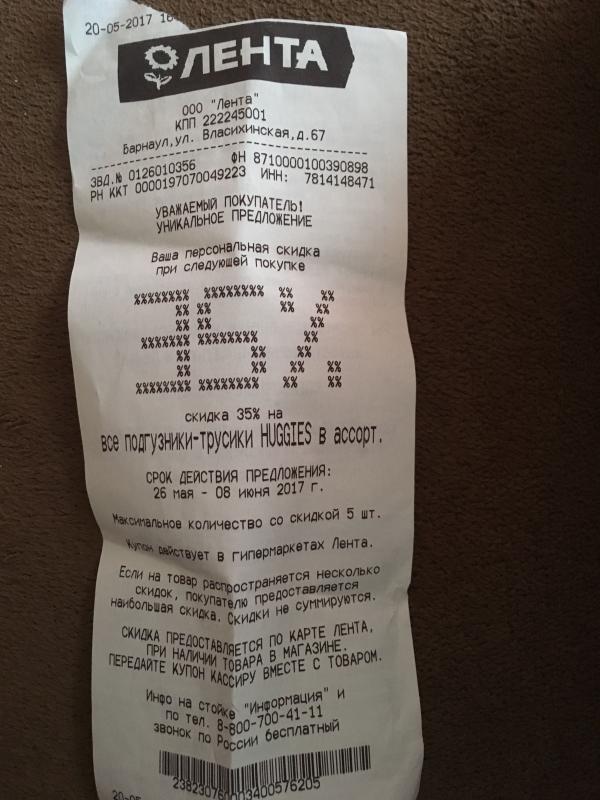 20-05-2017 16
ЛЕНТА
ООО "Лента"
КПП 222245001
Барнаул,ул. Власихинская,д.67
ЗВД.№ 0126010356 ФН 8710000100390898
РН ККТ 0000197070049223 ИНН: 7814148471
УВАЖАЕМЫЙ ПОКУПАТЕЛЬ!
УНИКАЛЬНОЕ ПРЕДЛОЖЕНИЕ
Ваша персональная скидка
при следующей покупке
35%
скидка 35% на
все подгузники-трусики HUGGIES в ассорт.
СРОК ДЕЙСТВИЯ ПРЕДЛОЖЕНИЯ:
26 мая - 08 июня 2017 г.
Максимальное количество со скидкой 5 шт.
Купон действует в гипермаркетах Лента.
Если на товар распространяется несколько
скидок, покупателю предоставляется
наибольшая скидка. Скидки не суммируются.
СКИДКА ПРЕДОСТАВЛЯЕТСЯ ПО КАРТЕ ЛЕНТА,
ПРИ НАЛИЧИИ ТОВАРА В МАГАЗИНЕ.
ПЕРЕДАЙТЕ КУПОН КАССИРУ ВМЕСТЕ С ТОВАРОМ.
Инфо на стойке "Информация" и
по тел. 8-800-700-41-11
звонок по России бесплатный